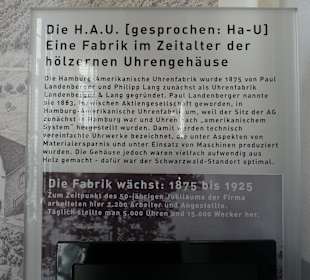 Die H.A.U. [gesprochen: Ha-U]
Eine Fabrik im Zeitalter der
hölzernen Uhrengehäuse
Die Hamburg-Amerikanische Uhrenfabrik wurde 1875 von Paul
Landenberger und Philipp Lang zunächst als Uhrenfabrik
Landenberger & Lang gegründet. Paul Landenberger nannte
sie 1883, inzwischen Aktiengesellschaft geworden, in
Hamburg-Amerikanische Uhrenfabrik um, weil der Sitz der AG
zunächst Hamburg war und Uhren nach „amerikanischem
System“ hergestellt wurden. Damit werden technisch
vereinfachte Uhrwerke bezeichnet, die unter Aspekten von
Materialersparnis und unter Einsatz von Maschinen produziert
wurden. Die Gehäuse jedoch waren vielfach aufwendig aus
Holz gemacht - dafür war der Schwarzwald-Standort optimal.
Die Fabrik wächst: 1875 bis 1925
Zum Zeitpunkt des 50-jährigen Jubiläums der Firma
arbeiteten hier 2.200 Arbeiter und Angestellte.
Täglich stellte man 5.000 Uhren und 15.000 Wecker her.